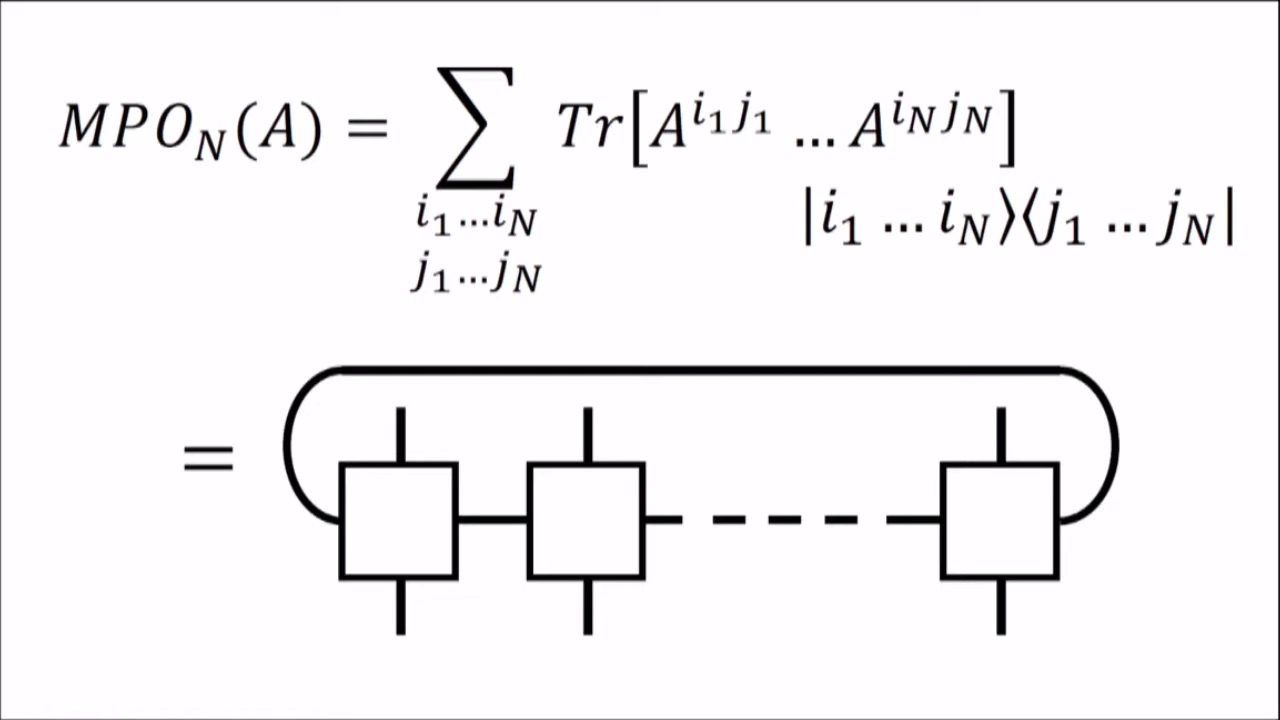 MPO_N(A) = ∑ Tr[A^{i_1 j_1} … A^{i_N j_N}]
i_1…i_N
j_1…j_N
|i_1 … i_N⟩⟨j_1 … j_N|
=